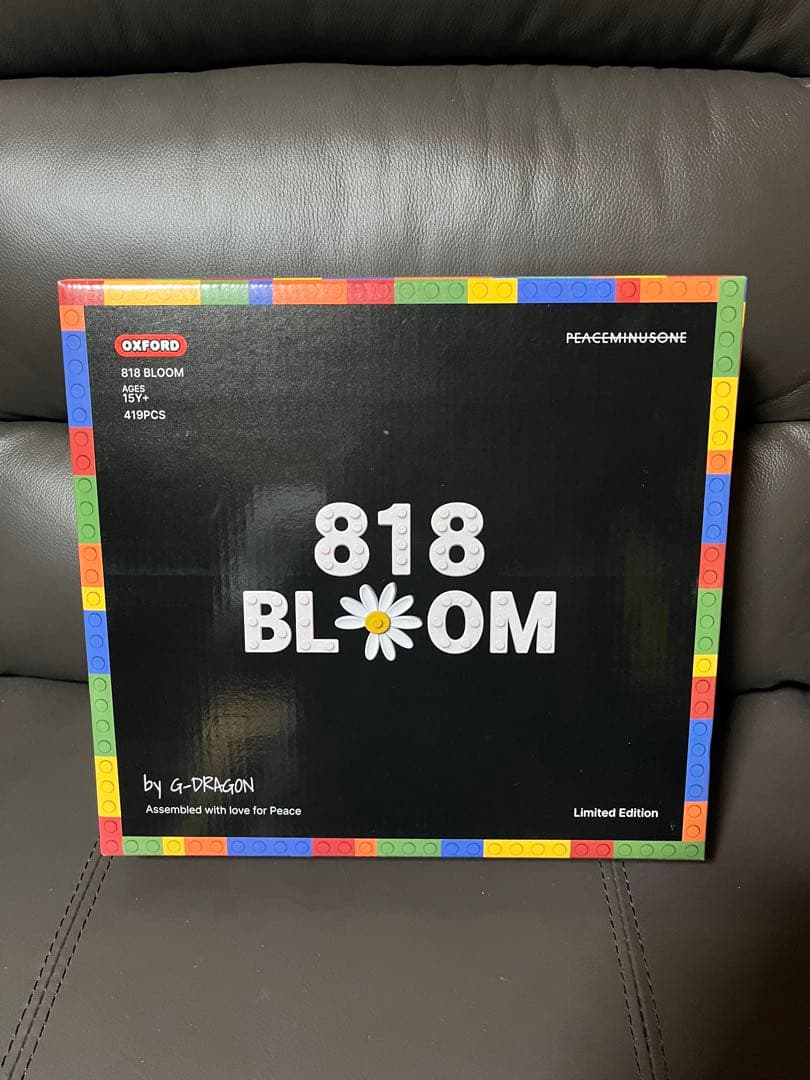 OXFORD
PEACEMINUSONE
818 BLOOM
AGES
15Y+
419PCS
818
BLOOM
by G-DRAGON
Assembled with love for Peace
Limited Edition